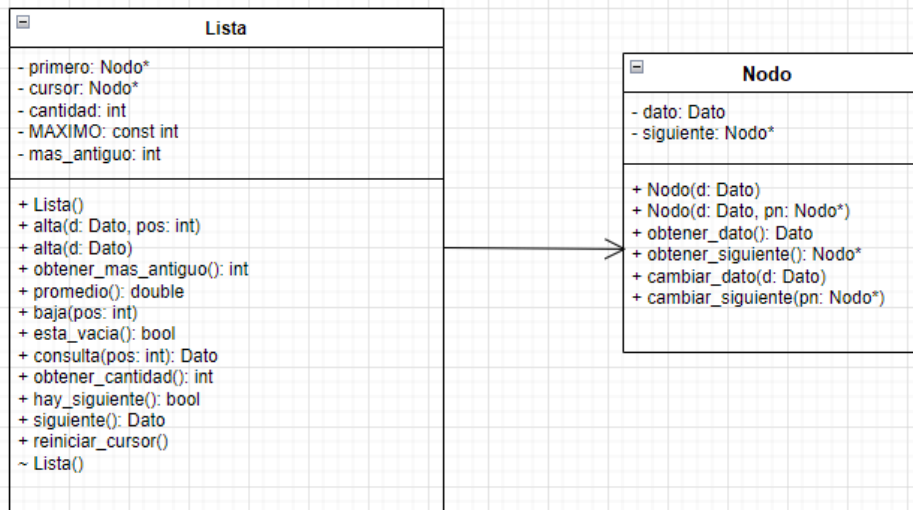 Lista
- primero: Nodo*
- cursor: Nodo*
- cantidad: int
- MAXIMO: const int
- mas_antiguo: int
+ Lista()
+ alta(d: Dato, pos: int)
+ alta(d: Dato)
+ obtener_mas_antiguo(): int
+ promedio(): double
+ baja(pos: int)
+ esta_vacia(): bool
+ consulta(pos: int): Dato
+ obtener_cantidad(): int
+ hay_siguiente(): bool
+ siguiente(): Dato
+ reiniciar_cursor()
~ Lista()
Nodo
- dato: Dato
- siguiente: Nodo*
+ Nodo(d: Dato)
+ Nodo(d: Dato, pn: Nodo*)
+ obtener_dato(): Dato
+ obtener_siguiente(): Nodo*
+ cambiar_dato(d: Dato)
+ cambiar_siguiente(pn: Nodo*)